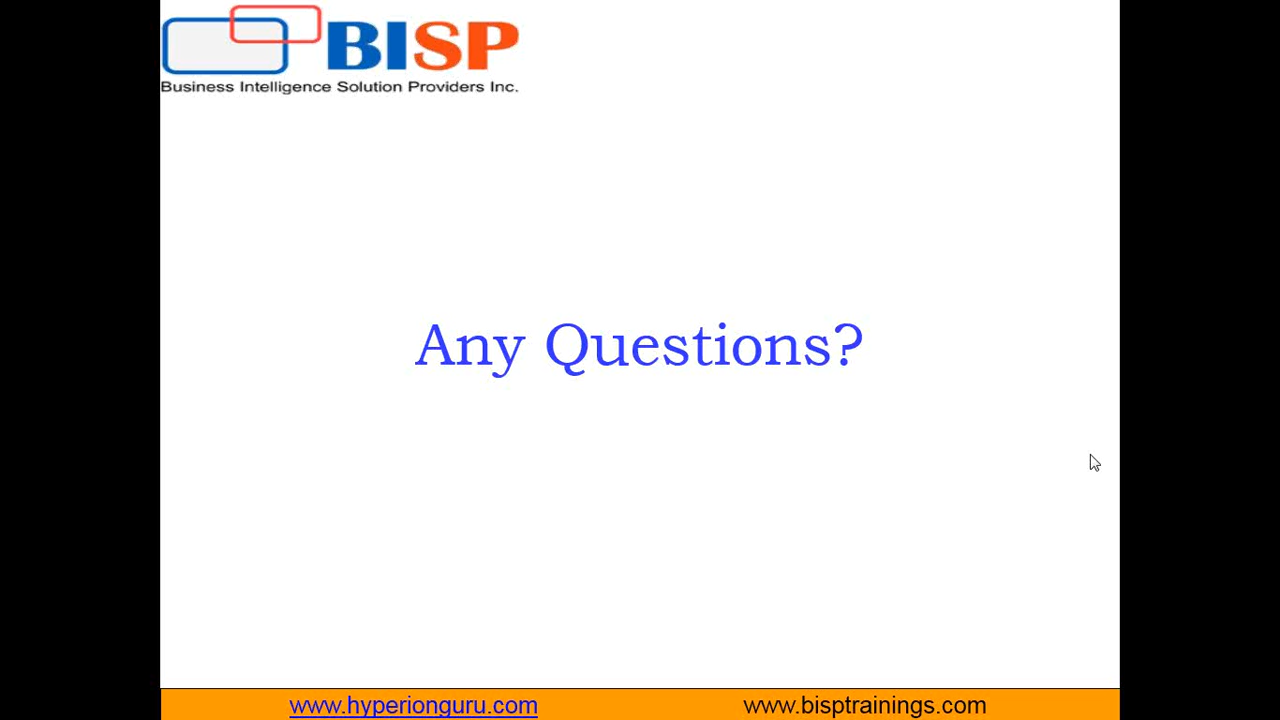 BISP
Business Intelligence Solution Providers Inc.
Any Questions?
www.hyperionguru.com www.bisptrainings.com